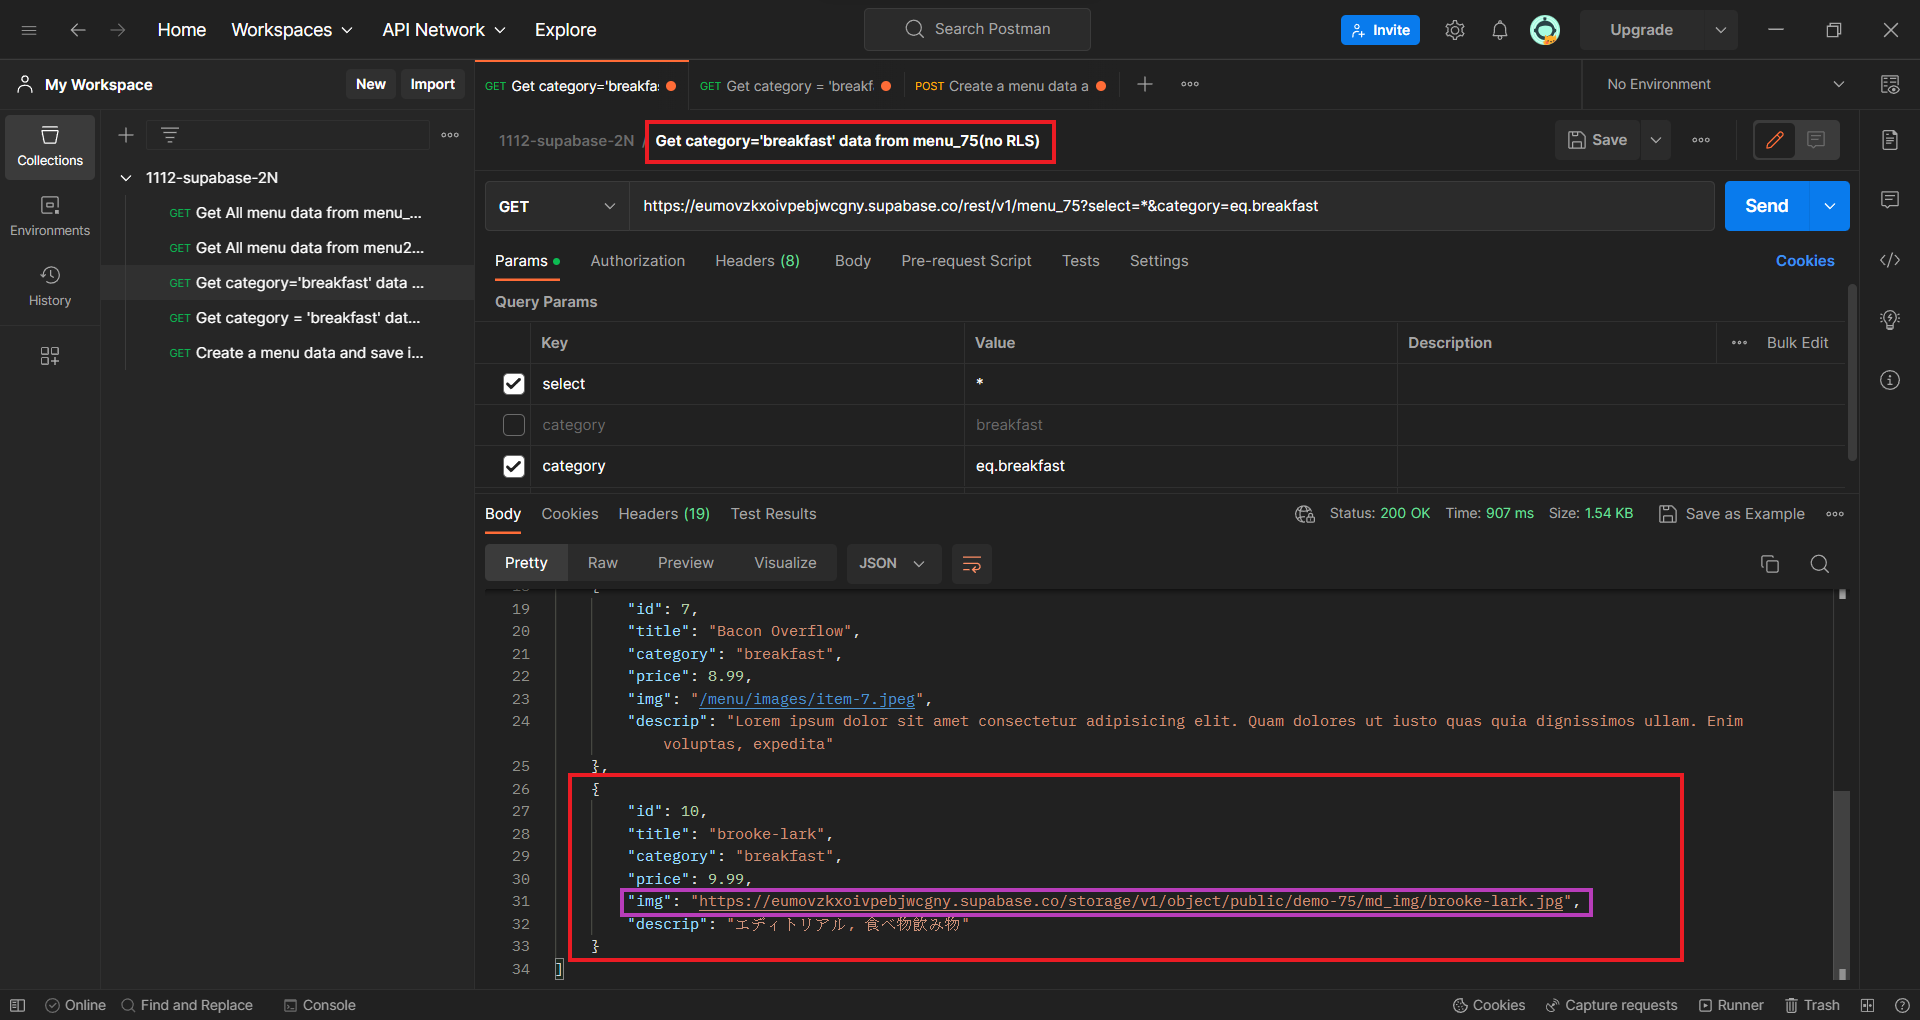 Home Workspaces API Network Explore Search Postman Invite Upgrade
My Workspace New Import
GET Get category='breakfa: GET Get category = 'breakf POST Create a menu data a No Environment
1112-supabase-2N / Get category='breakfast' data from menu_75(no RLS) Save
Collections
Environments
History
1112-supabase-2N
GET Get All menu data from menu_...
GET Get All menu data from menu2...
GET Get category='breakfast' data ...
GET Get category = 'breakfast' dat...
GET Create a menu data and save i...
GET https://eumovzkxoivpebjwcgny.supabase.co/rest/v1/menu_75?select=*&category=eq.breakfast Send
Params Authorization Headers (8) Body Pre-request Script Tests Settings Cookies
Query Params
Key Value Description Bulk Edit
select *
category breakfast
category eq.breakfast
Body Cookies Headers (19) Test Results Status: 200 OK Time: 907 ms Size: 1.54 KB Save as Example
Pretty Raw Preview Visualize JSON
19 "id": 7,
20 "title": "Bacon Overflow",
21 "category": "breakfast",
22 "price": 8.99,
23 "img": "/menu/images/item-7.jpeg",
24 "descrip": "Lorem ipsum dolor sit amet consectetur adipisicing elit. Quam dolores ut iusto quas quia dignissimos ullam. Enim
voluptas, expedita"
25 },
26 {
27 "id": 10,
28 "title": "brooke-lark",
29 "category": "breakfast",
30 "price": 9.99,
31 "img": "https://eumovzkxoivpebjwcgny.supabase.co/storage/v1/object/public/demo-75/md_img/brooke-lark.jpg",
32 "descrip": "エディトリアル, 食べ物飲み物"
33 }
34 ]
Online Find and Replace Console Cookies Capture requests Runner Trash